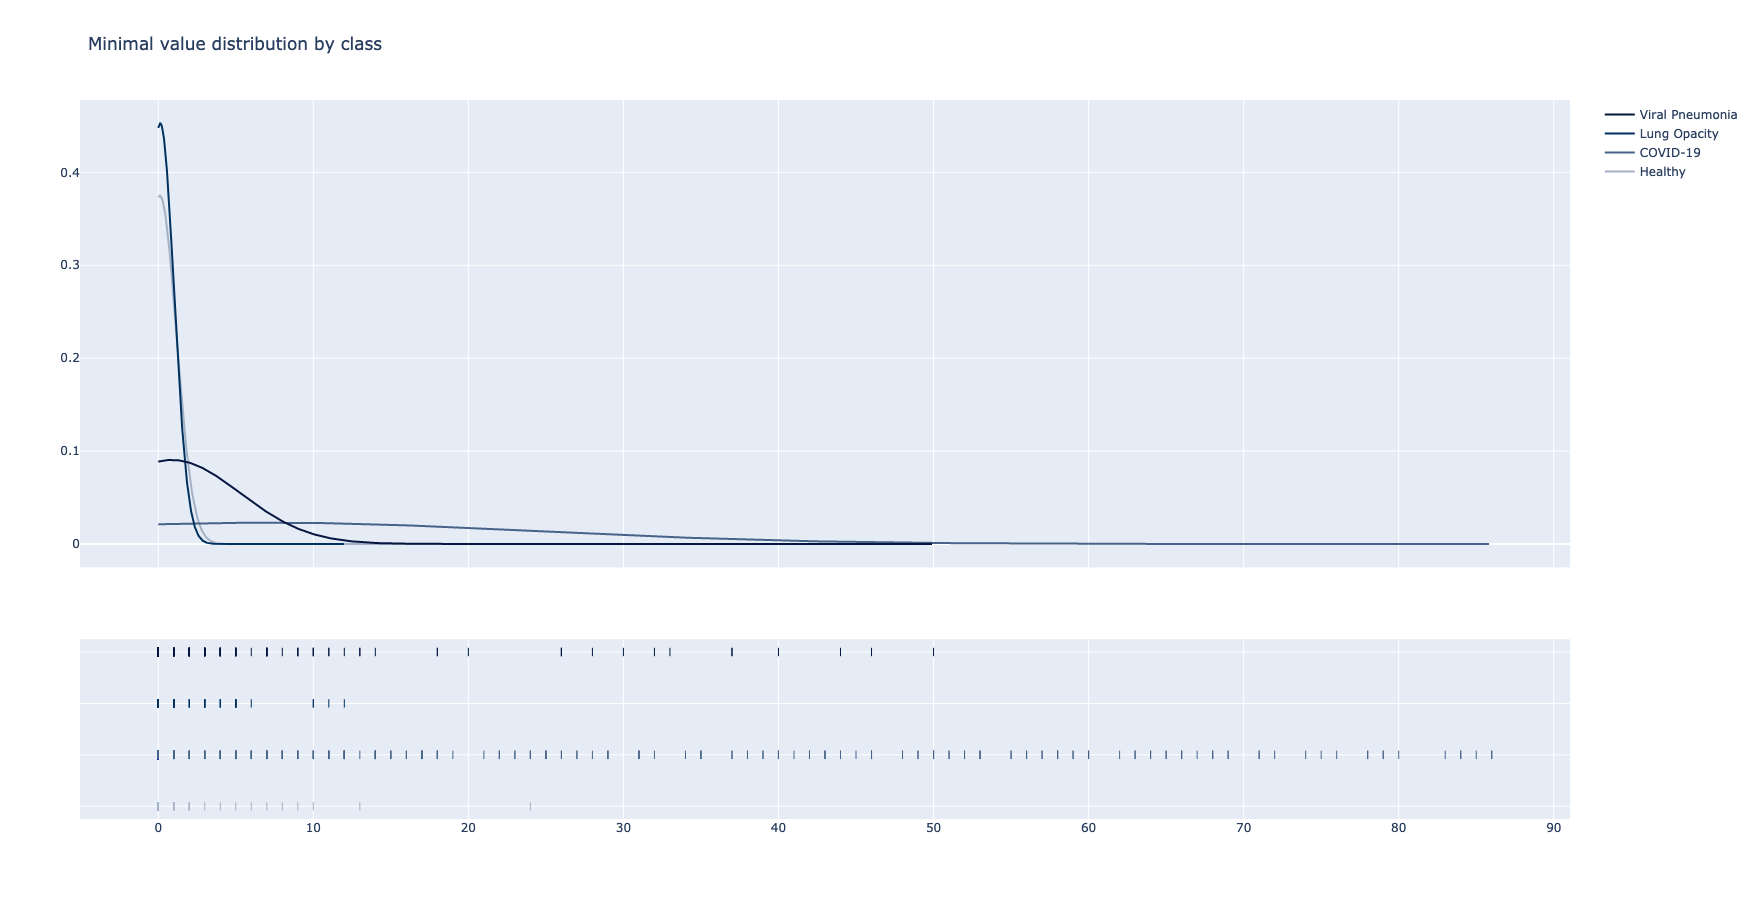 Minimal value distribution by class
Viral Pneumonia
Lung Opacity
COVID-19
Healthy
0.4
0.3
0.2
0.1
0
0 10 20 30 40 50 60 70 80 90